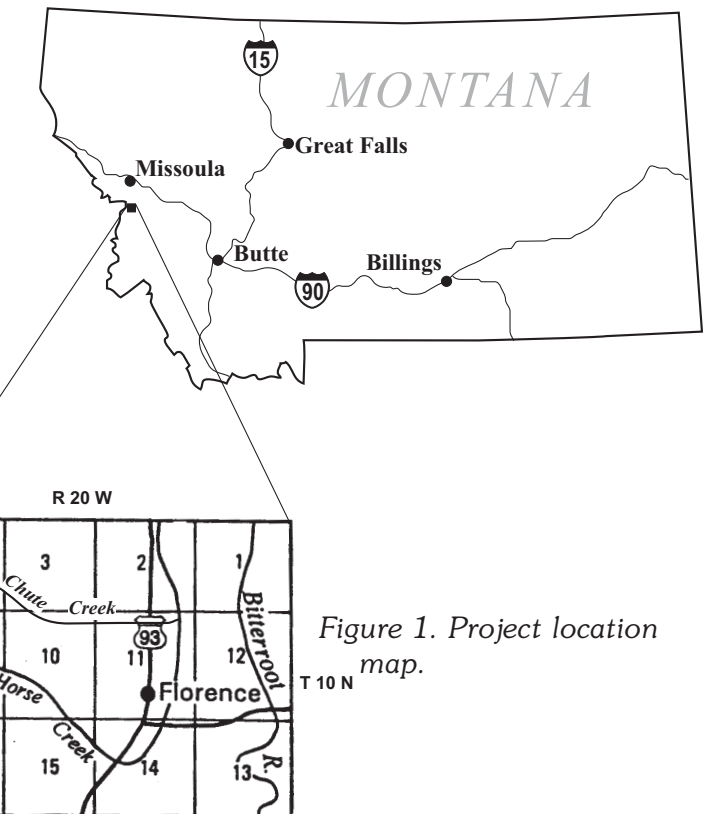 15
MONTANA
Great Falls
Missoula
Butte
Billings
90
R 20 W
3
2
1
Chute Creek
93
Bitterroot
10
11
12
Florence
T 10 N
Horse
Creek
15
14
13
R.
Figure 1. Project location
map.